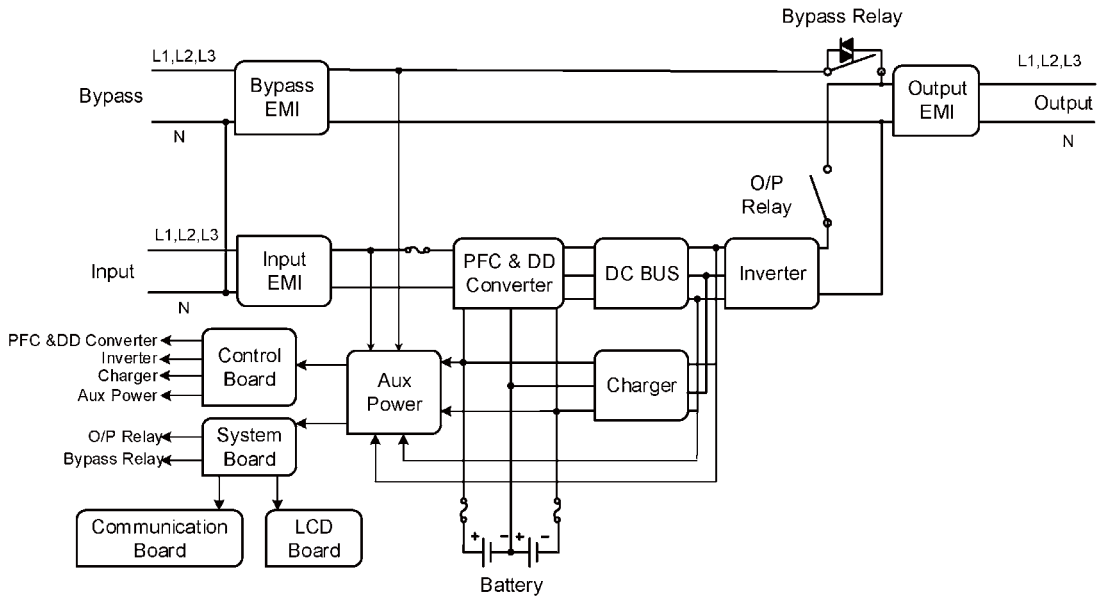 Bypass Relay
L1,L2,L3
Bypass
N
Bypass
EMI
Output
EMI
L1,L2,L3
Output
N
O/P
Relay
L1,L2,L3
Input
N
Input
EMI
PFC & DD
Converter
DC BUS
Inverter
PFC &DD Converter
Inverter
Charger
Aux Power
Control
Board
Aux
Power
Charger
O/P Relay
Bypass Relay
System
Board
Communication
Board
LCD
Board
+
-
+
-
Battery